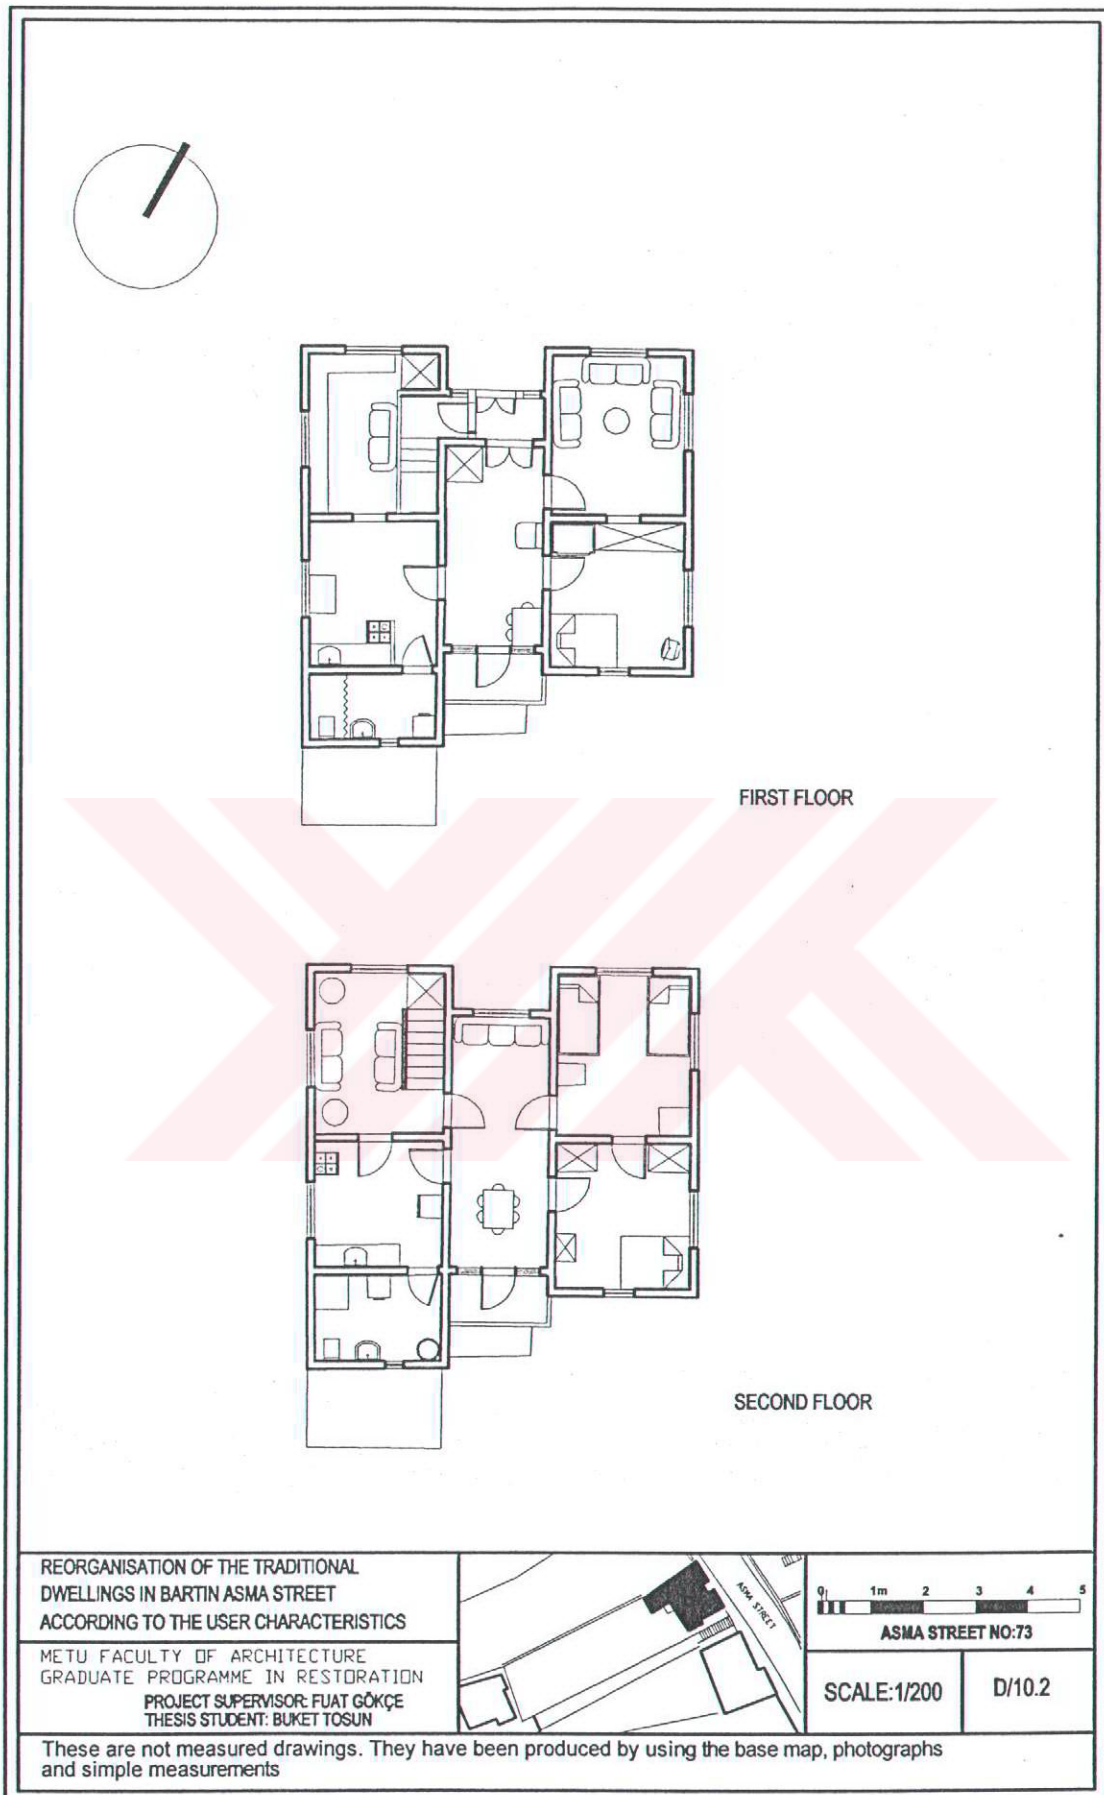 FIRST FLOOR
SECOND FLOOR
REORGANISATION OF THE TRADITIONAL
DWELLINGS IN BARTIN ASMA STREET
ACCORDING TO THE USER CHARACTERISTICS
METU FACULTY OF ARCHITECTURE
GRADUATE PROGRAMME IN RESTORATION
PROJECT SUPERVISOR: FUAT GÖKÇE
THESIS STUDENT: BUKET TOSUN
ASMA STREET
0 1m 2 3 4 5
ASMA STREET NO:73
SCALE:1/200
D/10.2
These are not measured drawings. They have been produced by using the base map, photographs
and simple measurements